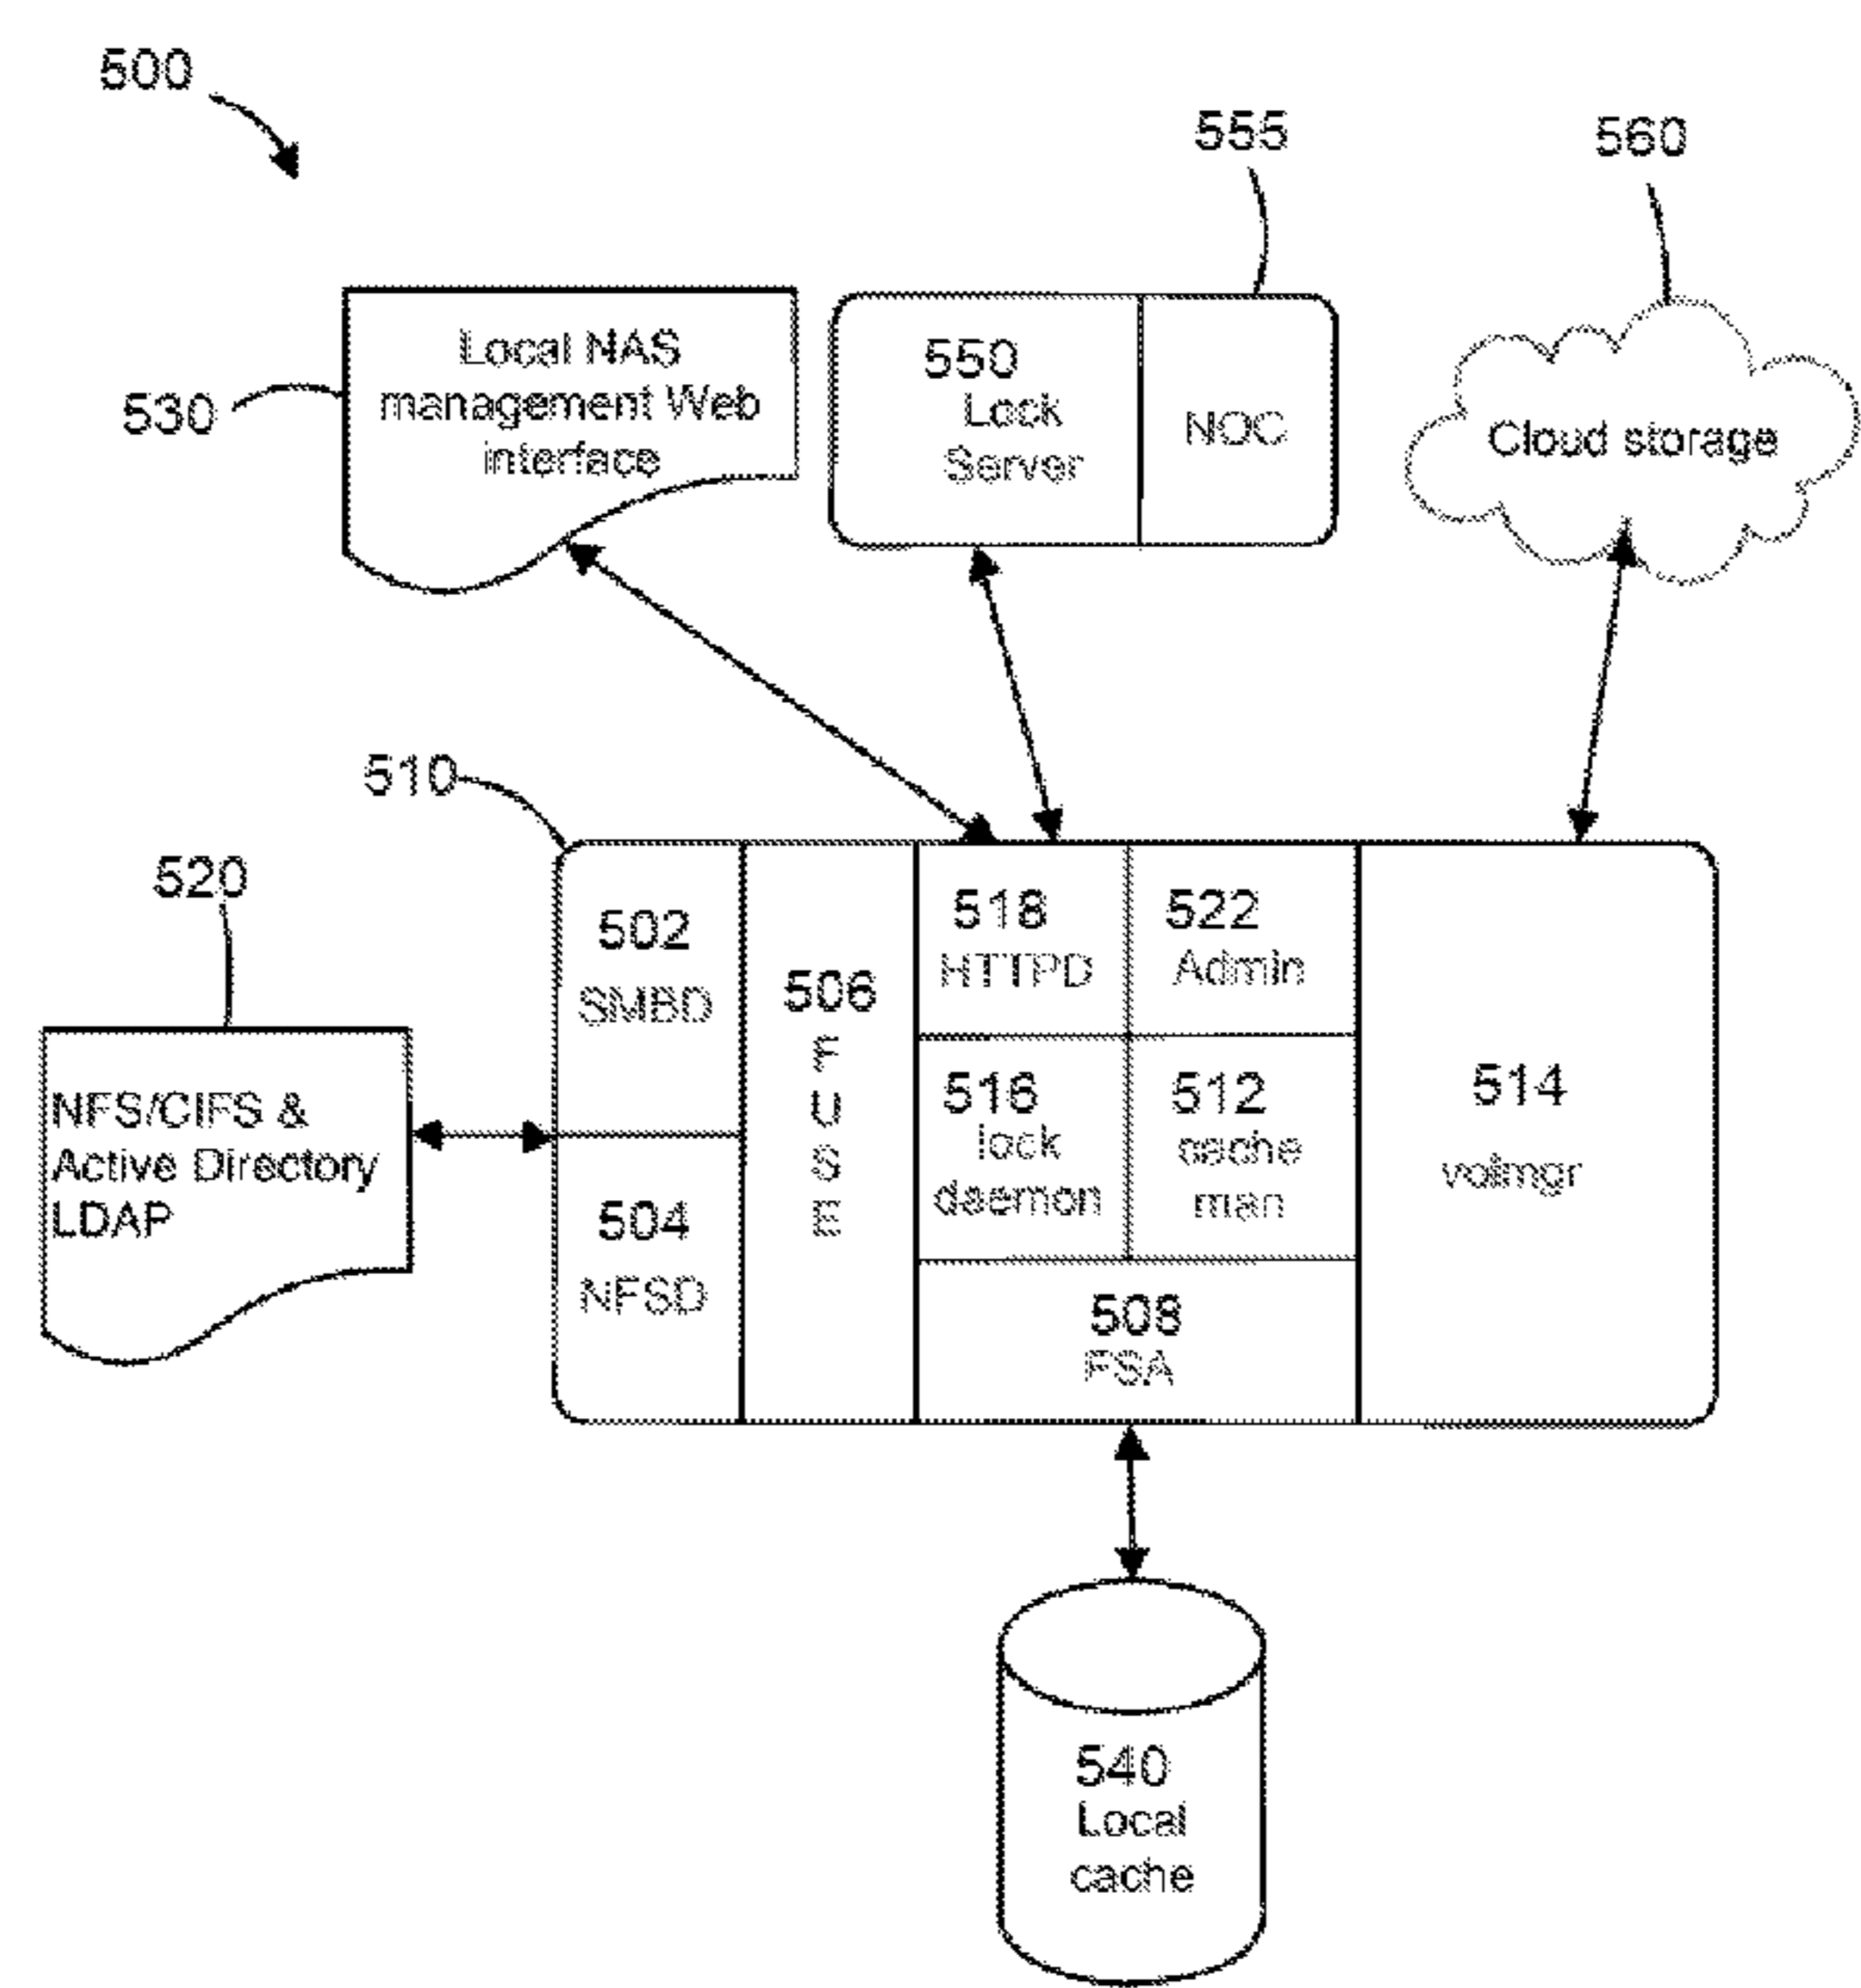 500
555
560
Local NAS
management Web
interface
530
550
Lock
Server
NOC
Cloud storage
510
520
502
SMBD
506
F
U
S
E
518
HTTPD
522
Admin
NFS/CIFS &
Active Directory
LDAP
516
lock
daemon
512
cache
man
514
volmgr
504
NFSD
508
FSA
540
Local
cache